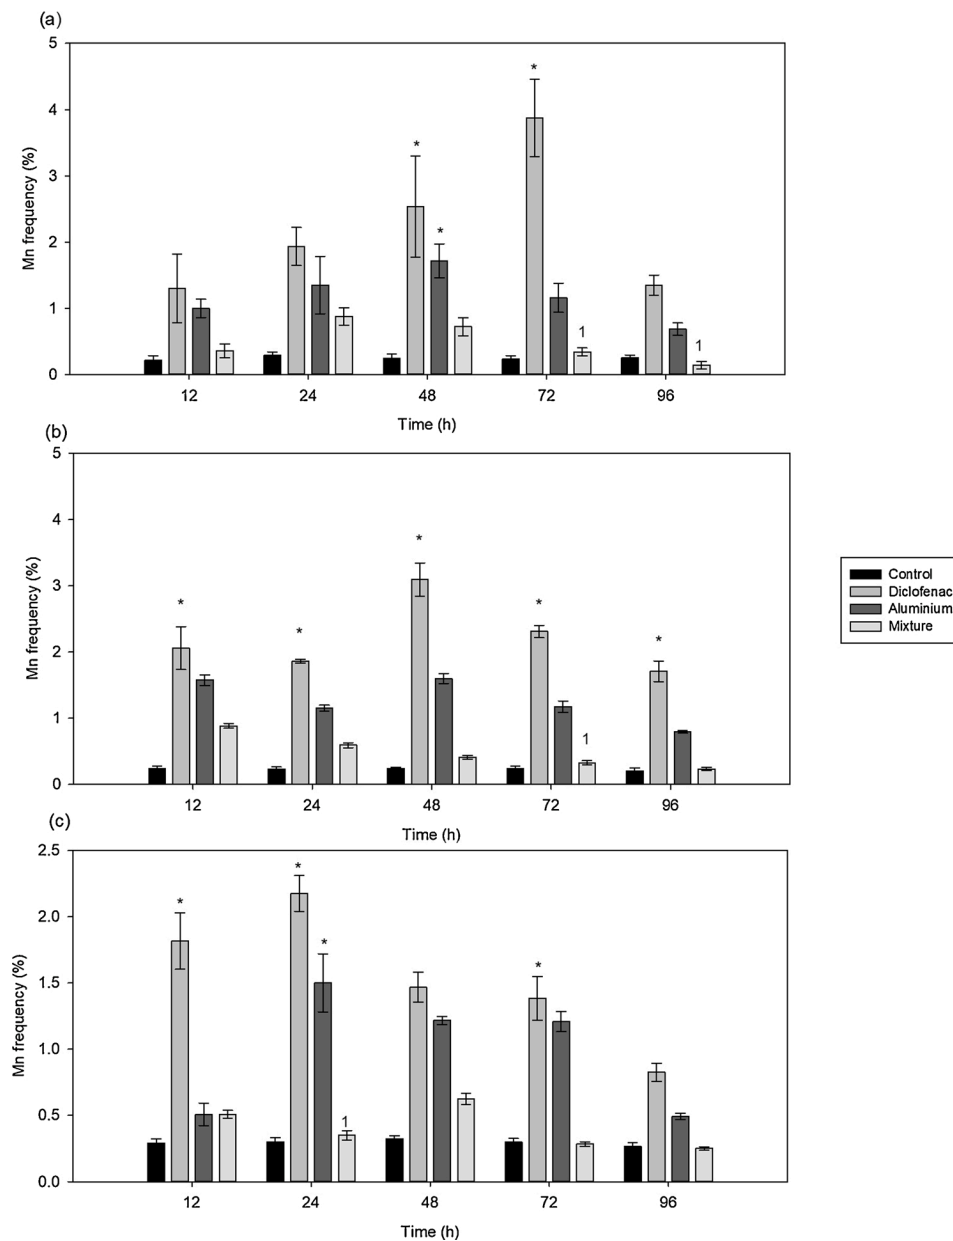 (a)
5
4
3
2
1
0
Mn frequency (%)
*
*
*
1
1
12 24 48 72 96
Time (h)
(b)
5
4
3
2
1
0
Mn frequency (%)
*
*
*
*
*
1
12 24 48 72 96
Time (h)
Control
Diclofenac
Aluminium
Mixture
(c)
2.5
2.0
1.5
1.0
0.5
0.0
Mn frequency (%)
*
*
*
*
1
12 24 48 72 96
Time (h)